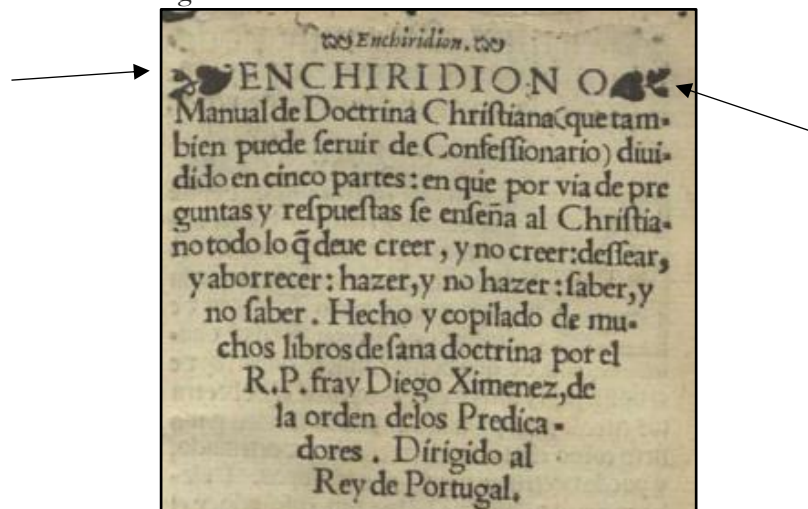 Enchiridion.
ENCHIRIDION O
Manual de Doctrina Chriſtiana(que tam-
bien puede ſeruir de Confeſſionario) diui-
dido en cinco partes: en que por via de pre
guntas y reſpueſtas ſe enſeña al Chriſtia-
no todo lo q̃ deue creer, y no creer: deſſear,
y aborrecer: hazer, y no hazer: ſaber, y
no ſaber. Hecho y copilado de mu-
chos libros de ſana doctrina por el
R.P. fray Diego Ximenez, de
la orden delos Predica-
dores. Dirigido al
Rey de Portugal.